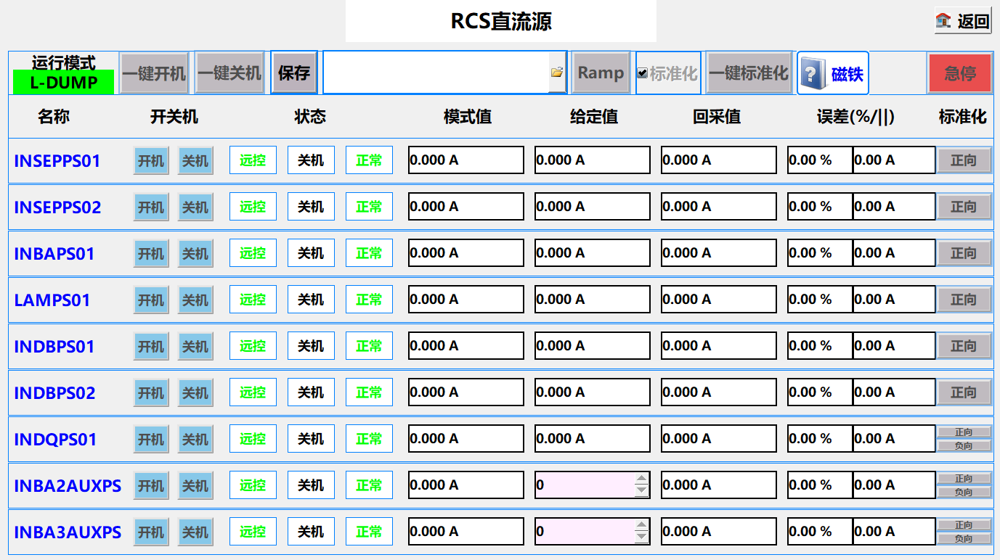 RCS直流源
返回
运行模式
L-DUMP
一键开机 一键关机 保存 Ramp 标准化 一键标准化 磁铁 急停
名称 开关机 状态 模式值 给定值 回采值 误差(%/||) 标准化
INSEPPS01 开机 关机 远控 关机 正常 0.000 A 0.000 A 0.000 A 0.00 % 0.00 A 正向
INSEPPS02 开机 关机 远控 关机 正常 0.000 A 0.000 A 0.000 A 0.00 % 0.00 A 正向
INBAPS01 开机 关机 远控 关机 正常 0.000 A 0.000 A 0.000 A 0.00 % 0.00 A 正向
LAMPS01 开机 关机 远控 关机 正常 0.000 A 0.000 A 0.000 A 0.00 % 0.00 A 正向
INDBPS01 开机 关机 远控 关机 正常 0.000 A 0.000 A 0.000 A 0.00 % 0.00 A 正向
INDBPS02 开机 关机 远控 关机 正常 0.000 A 0.000 A 0.000 A 0.00 % 0.00 A 正向
INDQPS01 开机 关机 远控 关机 正常 0.000 A 0.000 A 0.000 A 0.00 % 0.00 A 正向
负向
INBA2AUXPS 开机 关机 远控 关机 正常 0.000 A 0 0.000 A 0.00 % 0.00 A 正向
负向
INBA3AUXPS 开机 关机 远控 关机 正常 0.000 A 0 0.000 A 0.00 % 0.00 A 正向
负向